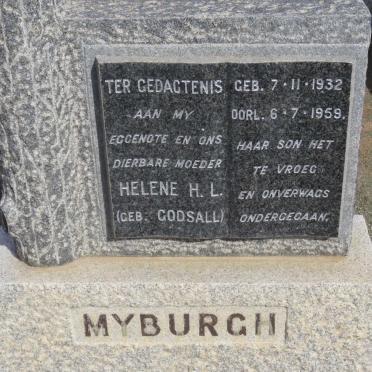 TER GEDAGTENIS
AAN MY
EGGENOTE EN ONS
DIERBARE MOEDER
HELENE H. L.
(GEB. GODSALL)
GEB. 7·11·1932
OORL. 6·7·1959.
HAAR SON HET
TE VROEG
EN ONVERWAGS
ONDERGEGAAN.
MYBURGH